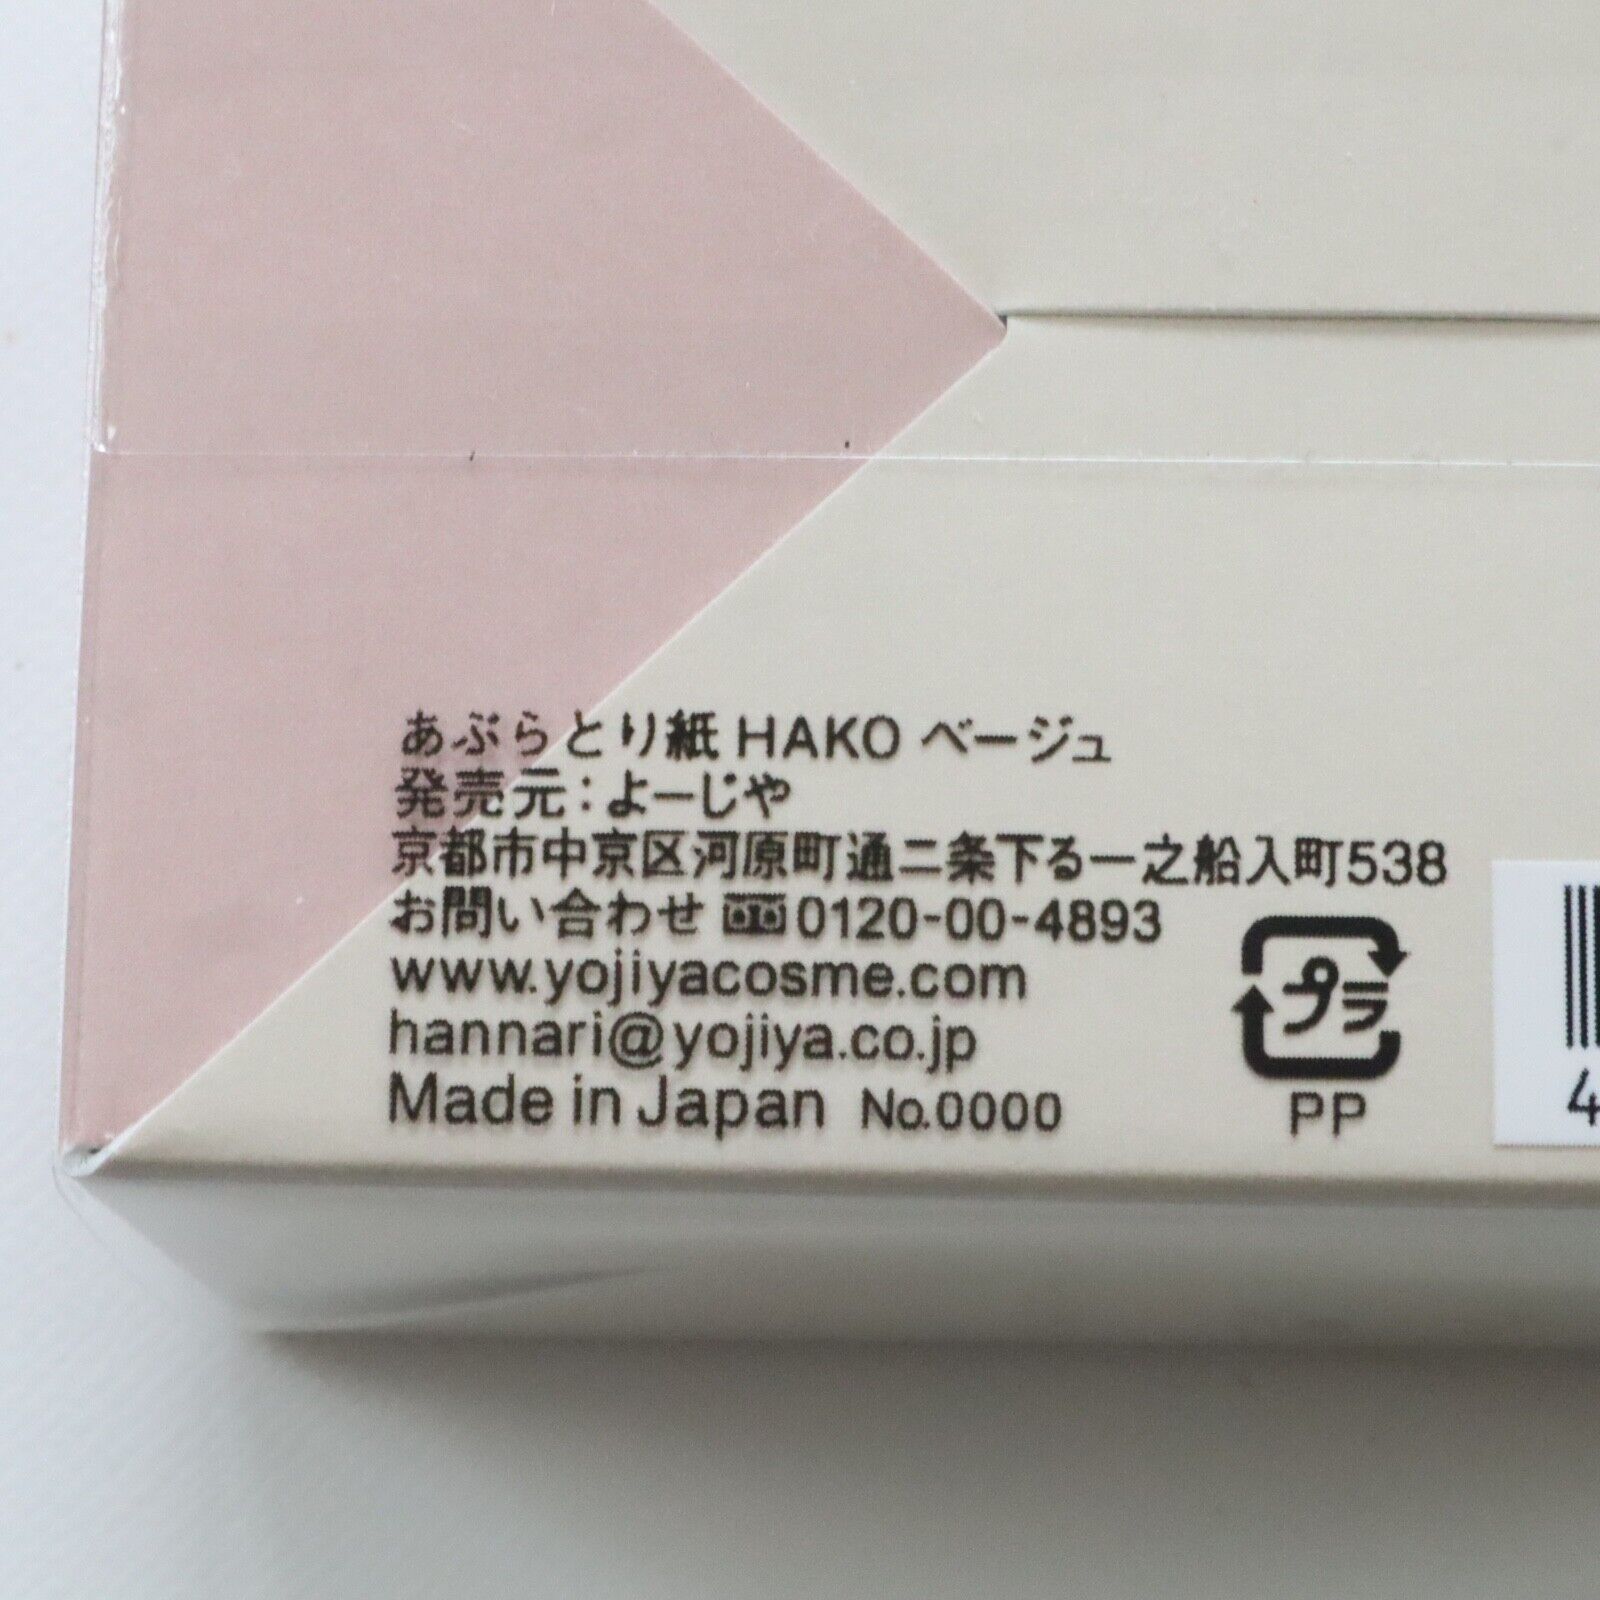 あぶらとり紙 HAKO ベージュ
発売元：よーじや
京都市中京区河原町通二条下る一之船入町538
お問い合わせ 0120-00-4893
www.yojiyacosme.com
hannari@yojiya.co.jp
Made in Japan No.0000
プラ
PP
4